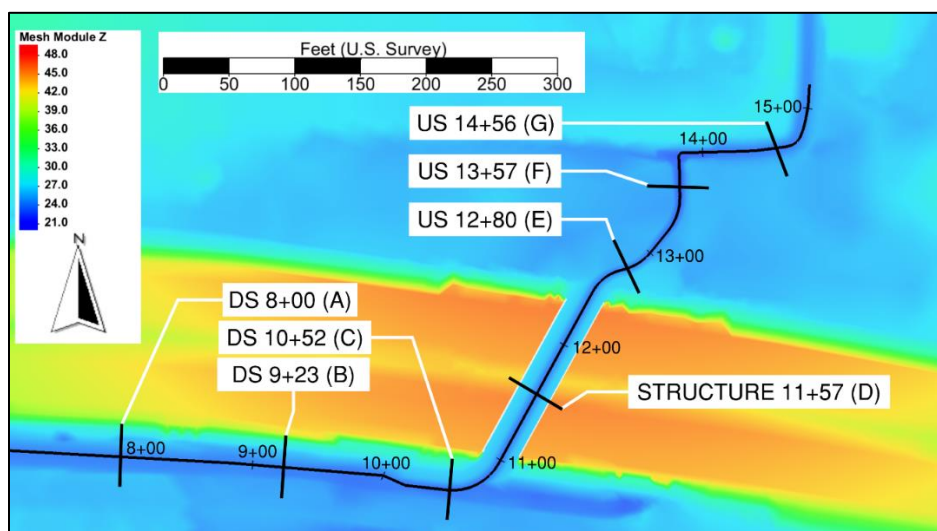 Mesh Module Z
48.0
45.0
42.0
39.0
36.0
33.0
30.0
27.0
24.0
21.0
N
Feet (U.S. Survey)
0 50 100 150 200 250 300
US 14+56 (G)
15+00
14+00
US 13+57 (F)
US 12+80 (E)
13+00
DS 8+00 (A)
DS 10+52 (C)
12+00
DS 9+23 (B)
STRUCTURE 11+57 (D)
8+00
9+00
10+00
11+00